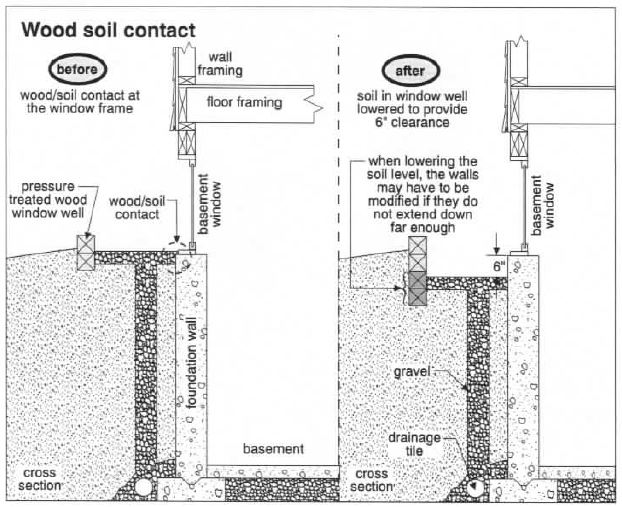 Wood soil contact
before
wood/soil contact at
the window frame
wall
framing
floor framing
pressure
treated wood
window well
wood/soil
contact
basement
window
foundation wall
basement
cross
section
after
soil in window well
lowered to provide
6" clearance
when lowering the
soil level, the walls
may have to be
modified if they do
not extend down
far enough
basement
window
6"
gravel
drainage
tile
cross
section